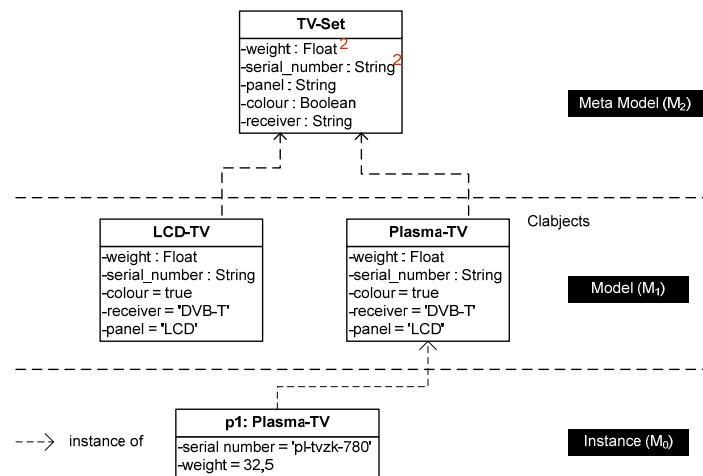 TV-Set
-weight : Float 2
-serial_number : String 2
-panel : String
-colour : Boolean
-receiver : String
Meta Model (M2)
Clabjects
LCD-TV
-weight : Float
-serial_number : String
-colour = true
-receiver = 'DVB-T'
-panel = 'LCD'
Plasma-TV
-weight : Float
-serial_number : String
-colour = true
-receiver = 'DVB-T'
-panel = 'LCD'
Model (M1)
p1: Plasma-TV
-serial number = 'pl-tvzk-780'
-weight = 32,5
instance of
Instance (M0)